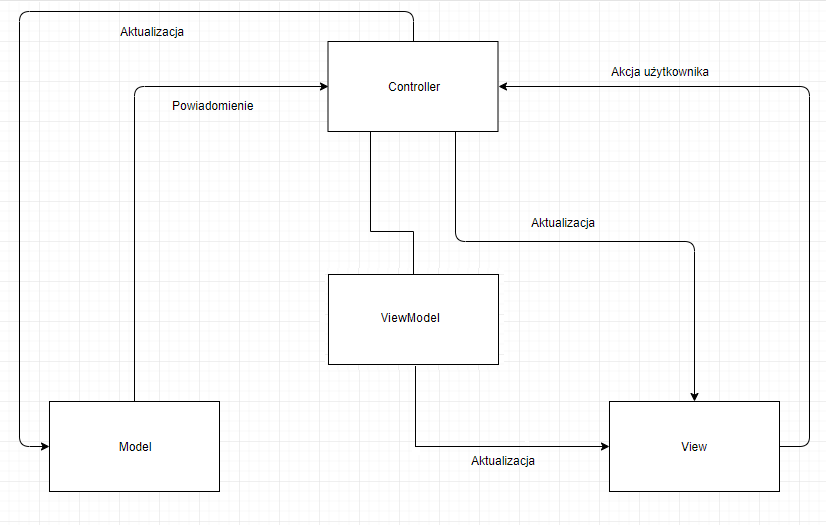 Aktualizacja
Controller
Akcja użytkownika
Powiadomienie
Aktualizacja
ViewModel
Model
Aktualizacja
View